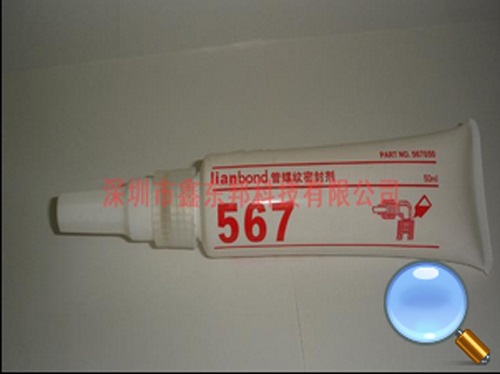 PART NO. 567050
lianbond 管螺纹密封剂
50ml
深圳市鑫东邦科技有限公司
567